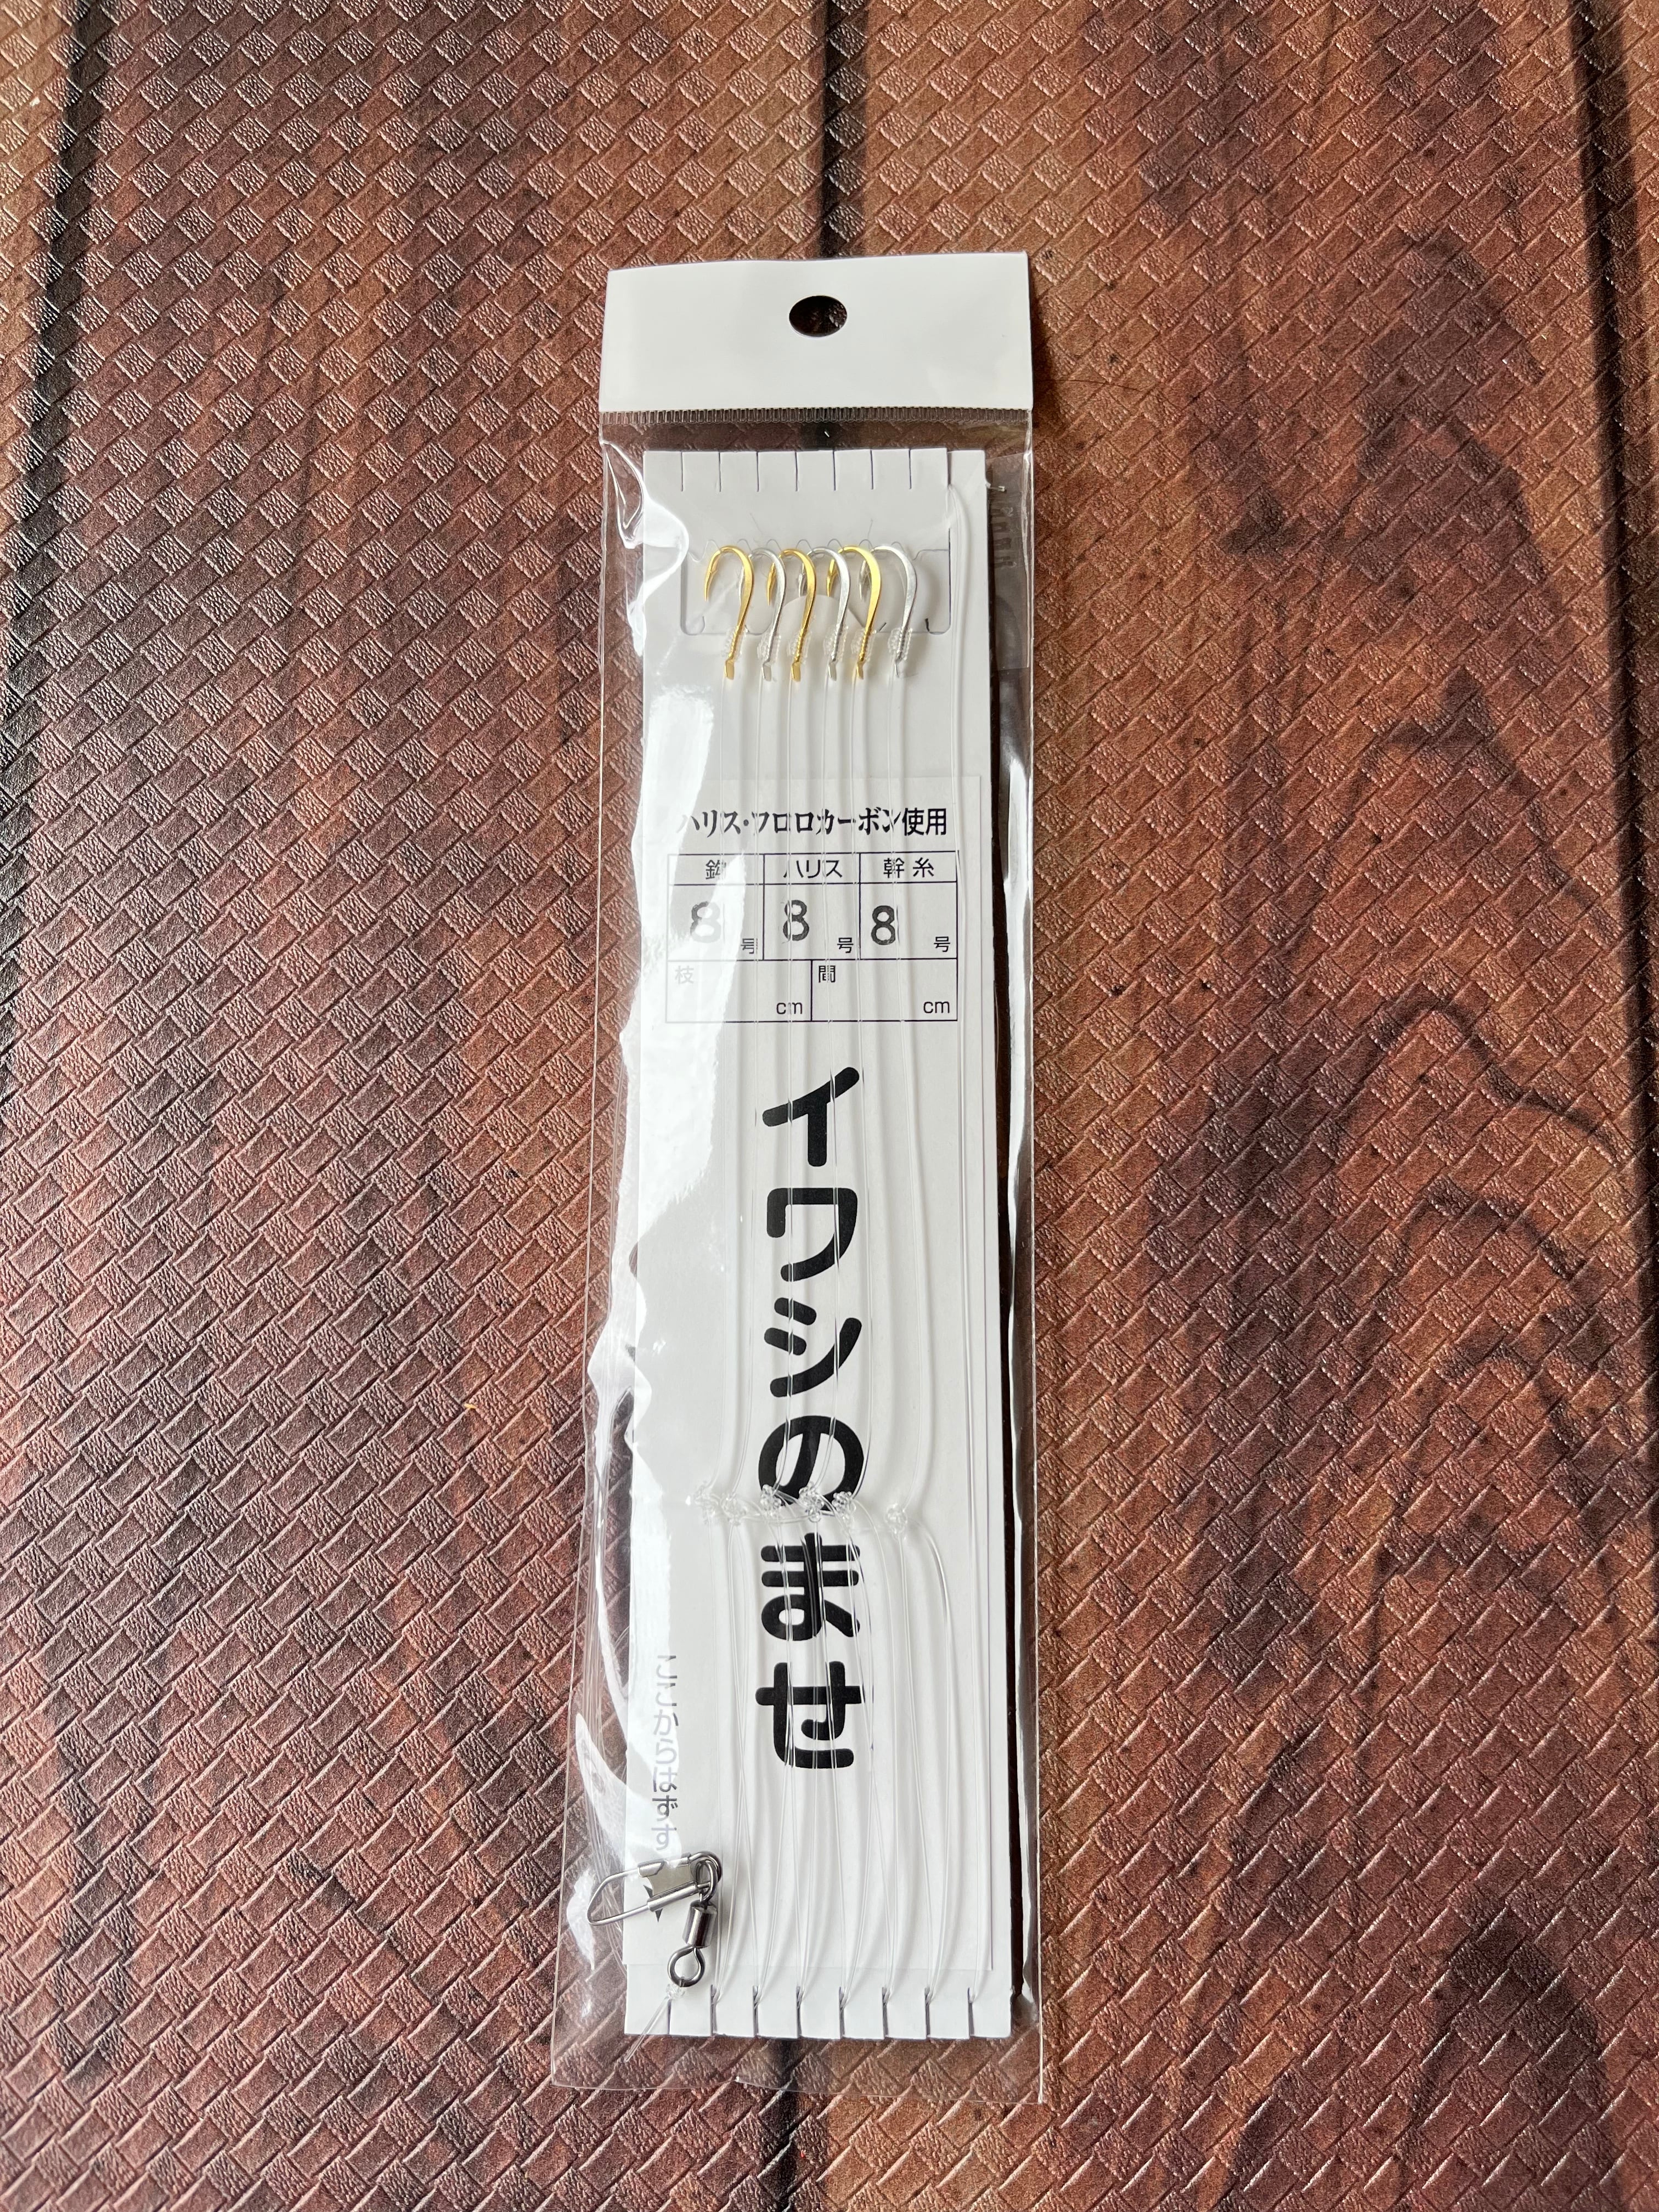 ハリス・フロロカーボン使用
鈎 ハリス 幹糸
8号 8号 8号
枝 cm 間 cm
イワシのませ
ここからはずす